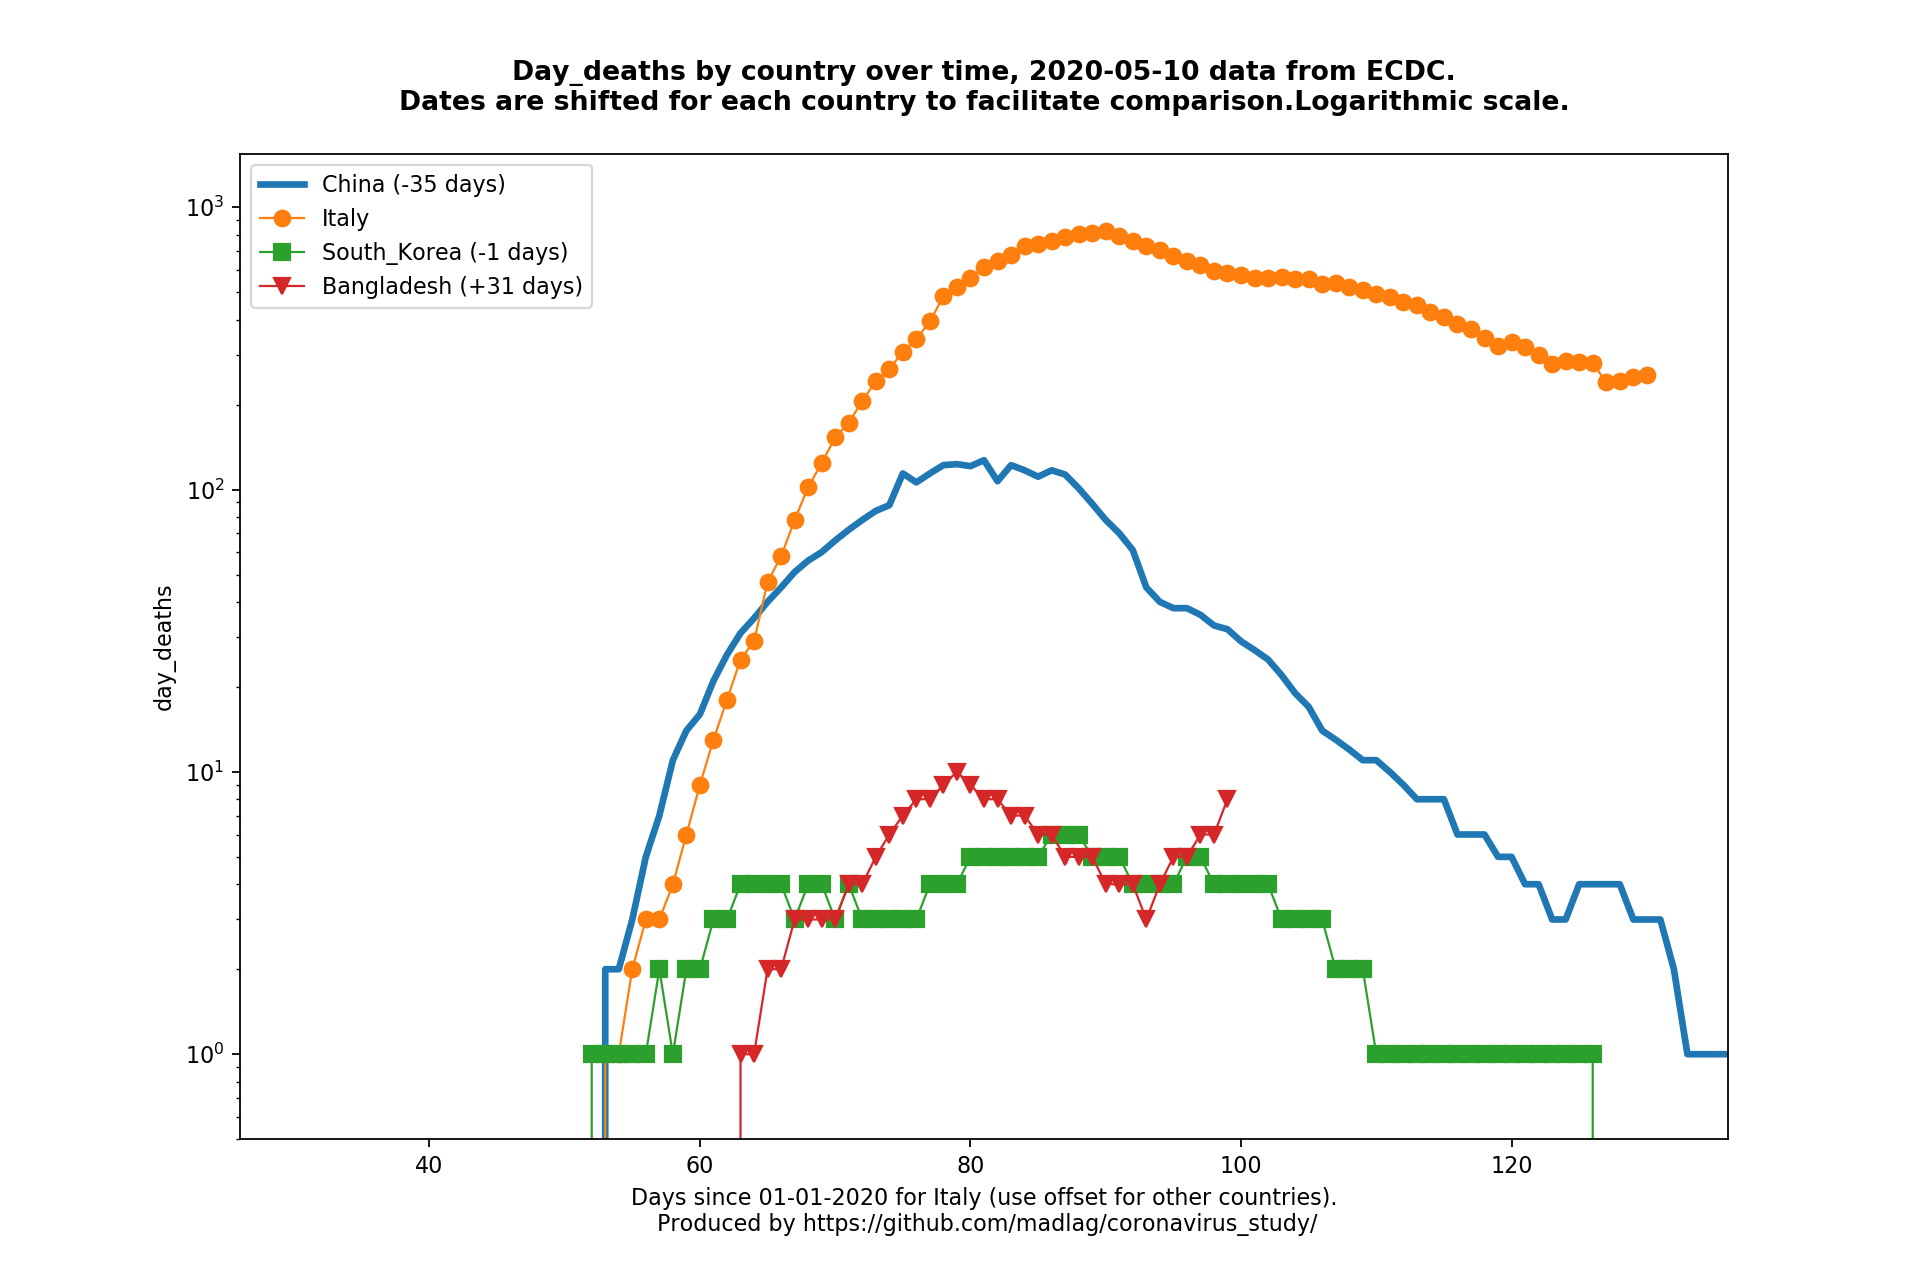 Day_deaths by country over time, 2020-05-10 data from ECDC.
Dates are shifted for each country to facilitate comparison.Logarithmic scale.
China (-35 days)
Italy
South_Korea (-1 days)
Bangladesh (+31 days)
10³
10²
10¹
10⁰
day_deaths
40 60 80 100 120
Days since 01-01-2020 for Italy (use offset for other countries).
Produced by https://github.com/madlag/coronavirus_study/